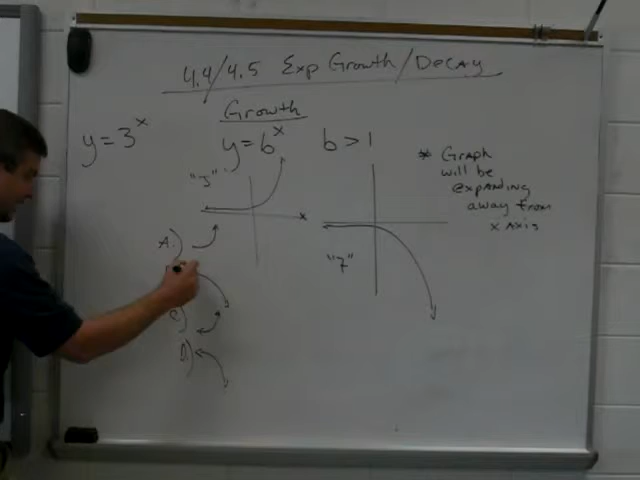 4.4/4.5 Exp Growth/Decay
Growth
y=3^x
y=b^x b>1
* Graph
will be
expanding
away from
x Axis
"J"
x
"7"
A.)
C)
D)